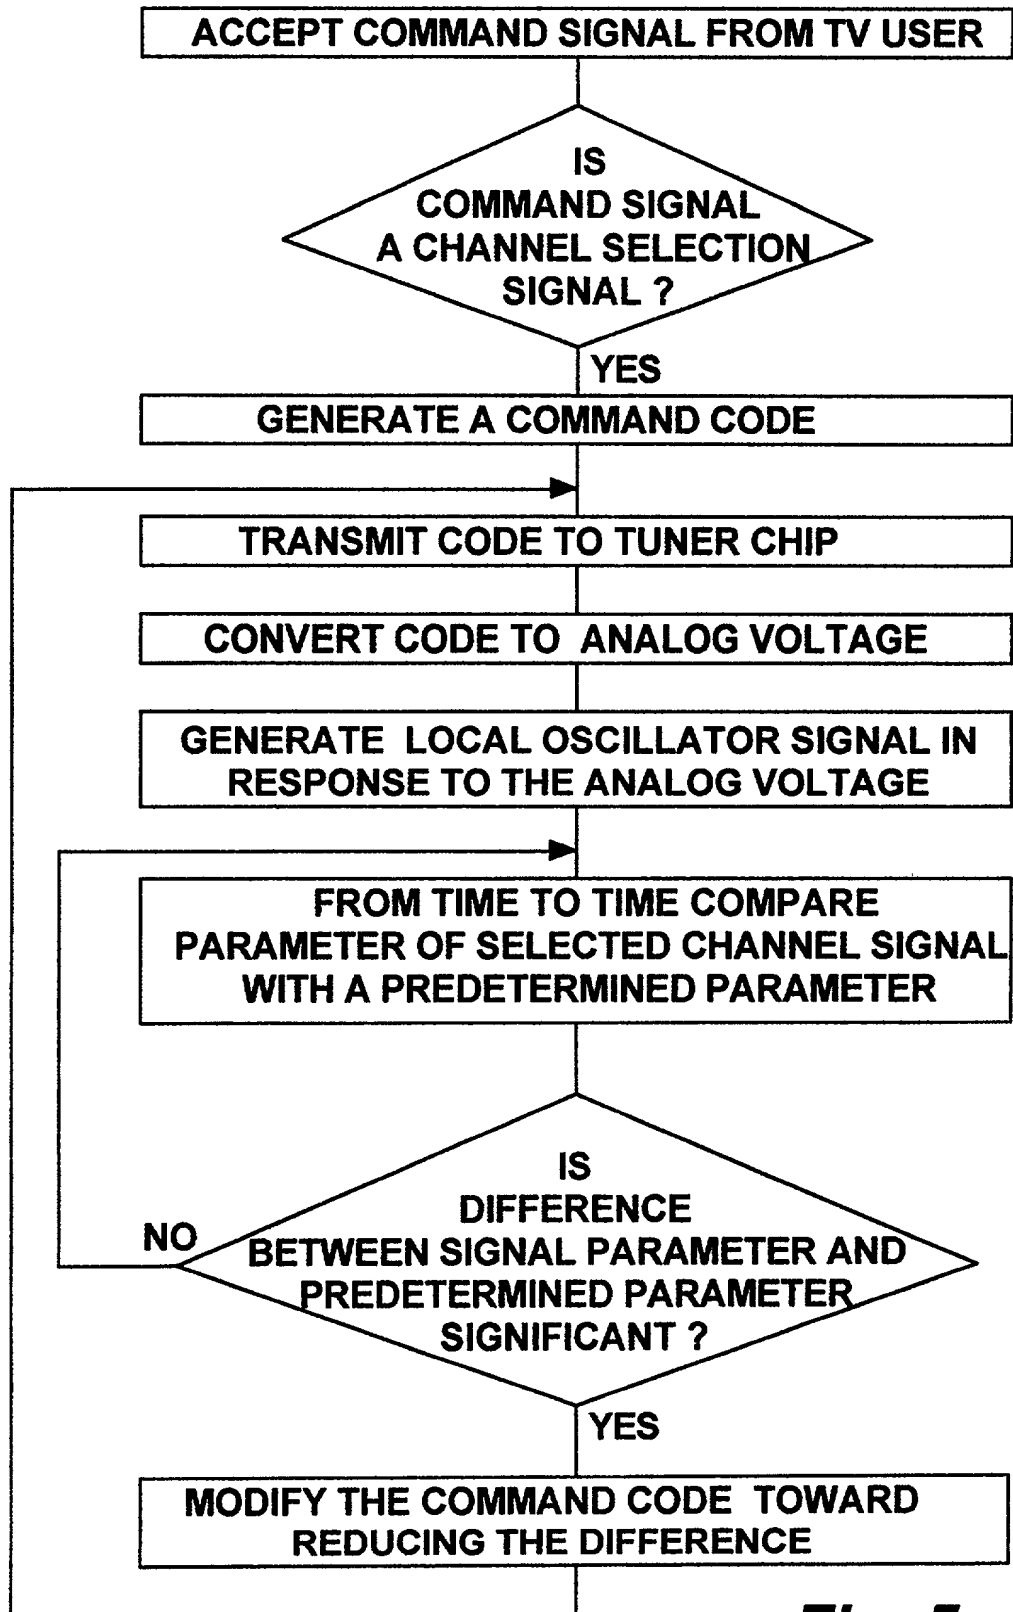 ACCEPT COMMAND SIGNAL FROM TV USER
IS
COMMAND SIGNAL
A CHANNEL SELECTION
SIGNAL ?
YES
GENERATE A COMMAND CODE
TRANSMIT CODE TO TUNER CHIP
CONVERT CODE TO ANALOG VOLTAGE
GENERATE LOCAL OSCILLATOR SIGNAL IN
RESPONSE TO THE ANALOG VOLTAGE
FROM TIME TO TIME COMPARE
PARAMETER OF SELECTED CHANNEL SIGNAL
WITH A PREDETERMINED PARAMETER
IS
DIFFERENCE
NO
BETWEEN SIGNAL PARAMETER AND
PREDETERMINED PARAMETER
SIGNIFICANT ?
YES
MODIFY THE COMMAND CODE TOWARD
REDUCING THE DIFFERENCE